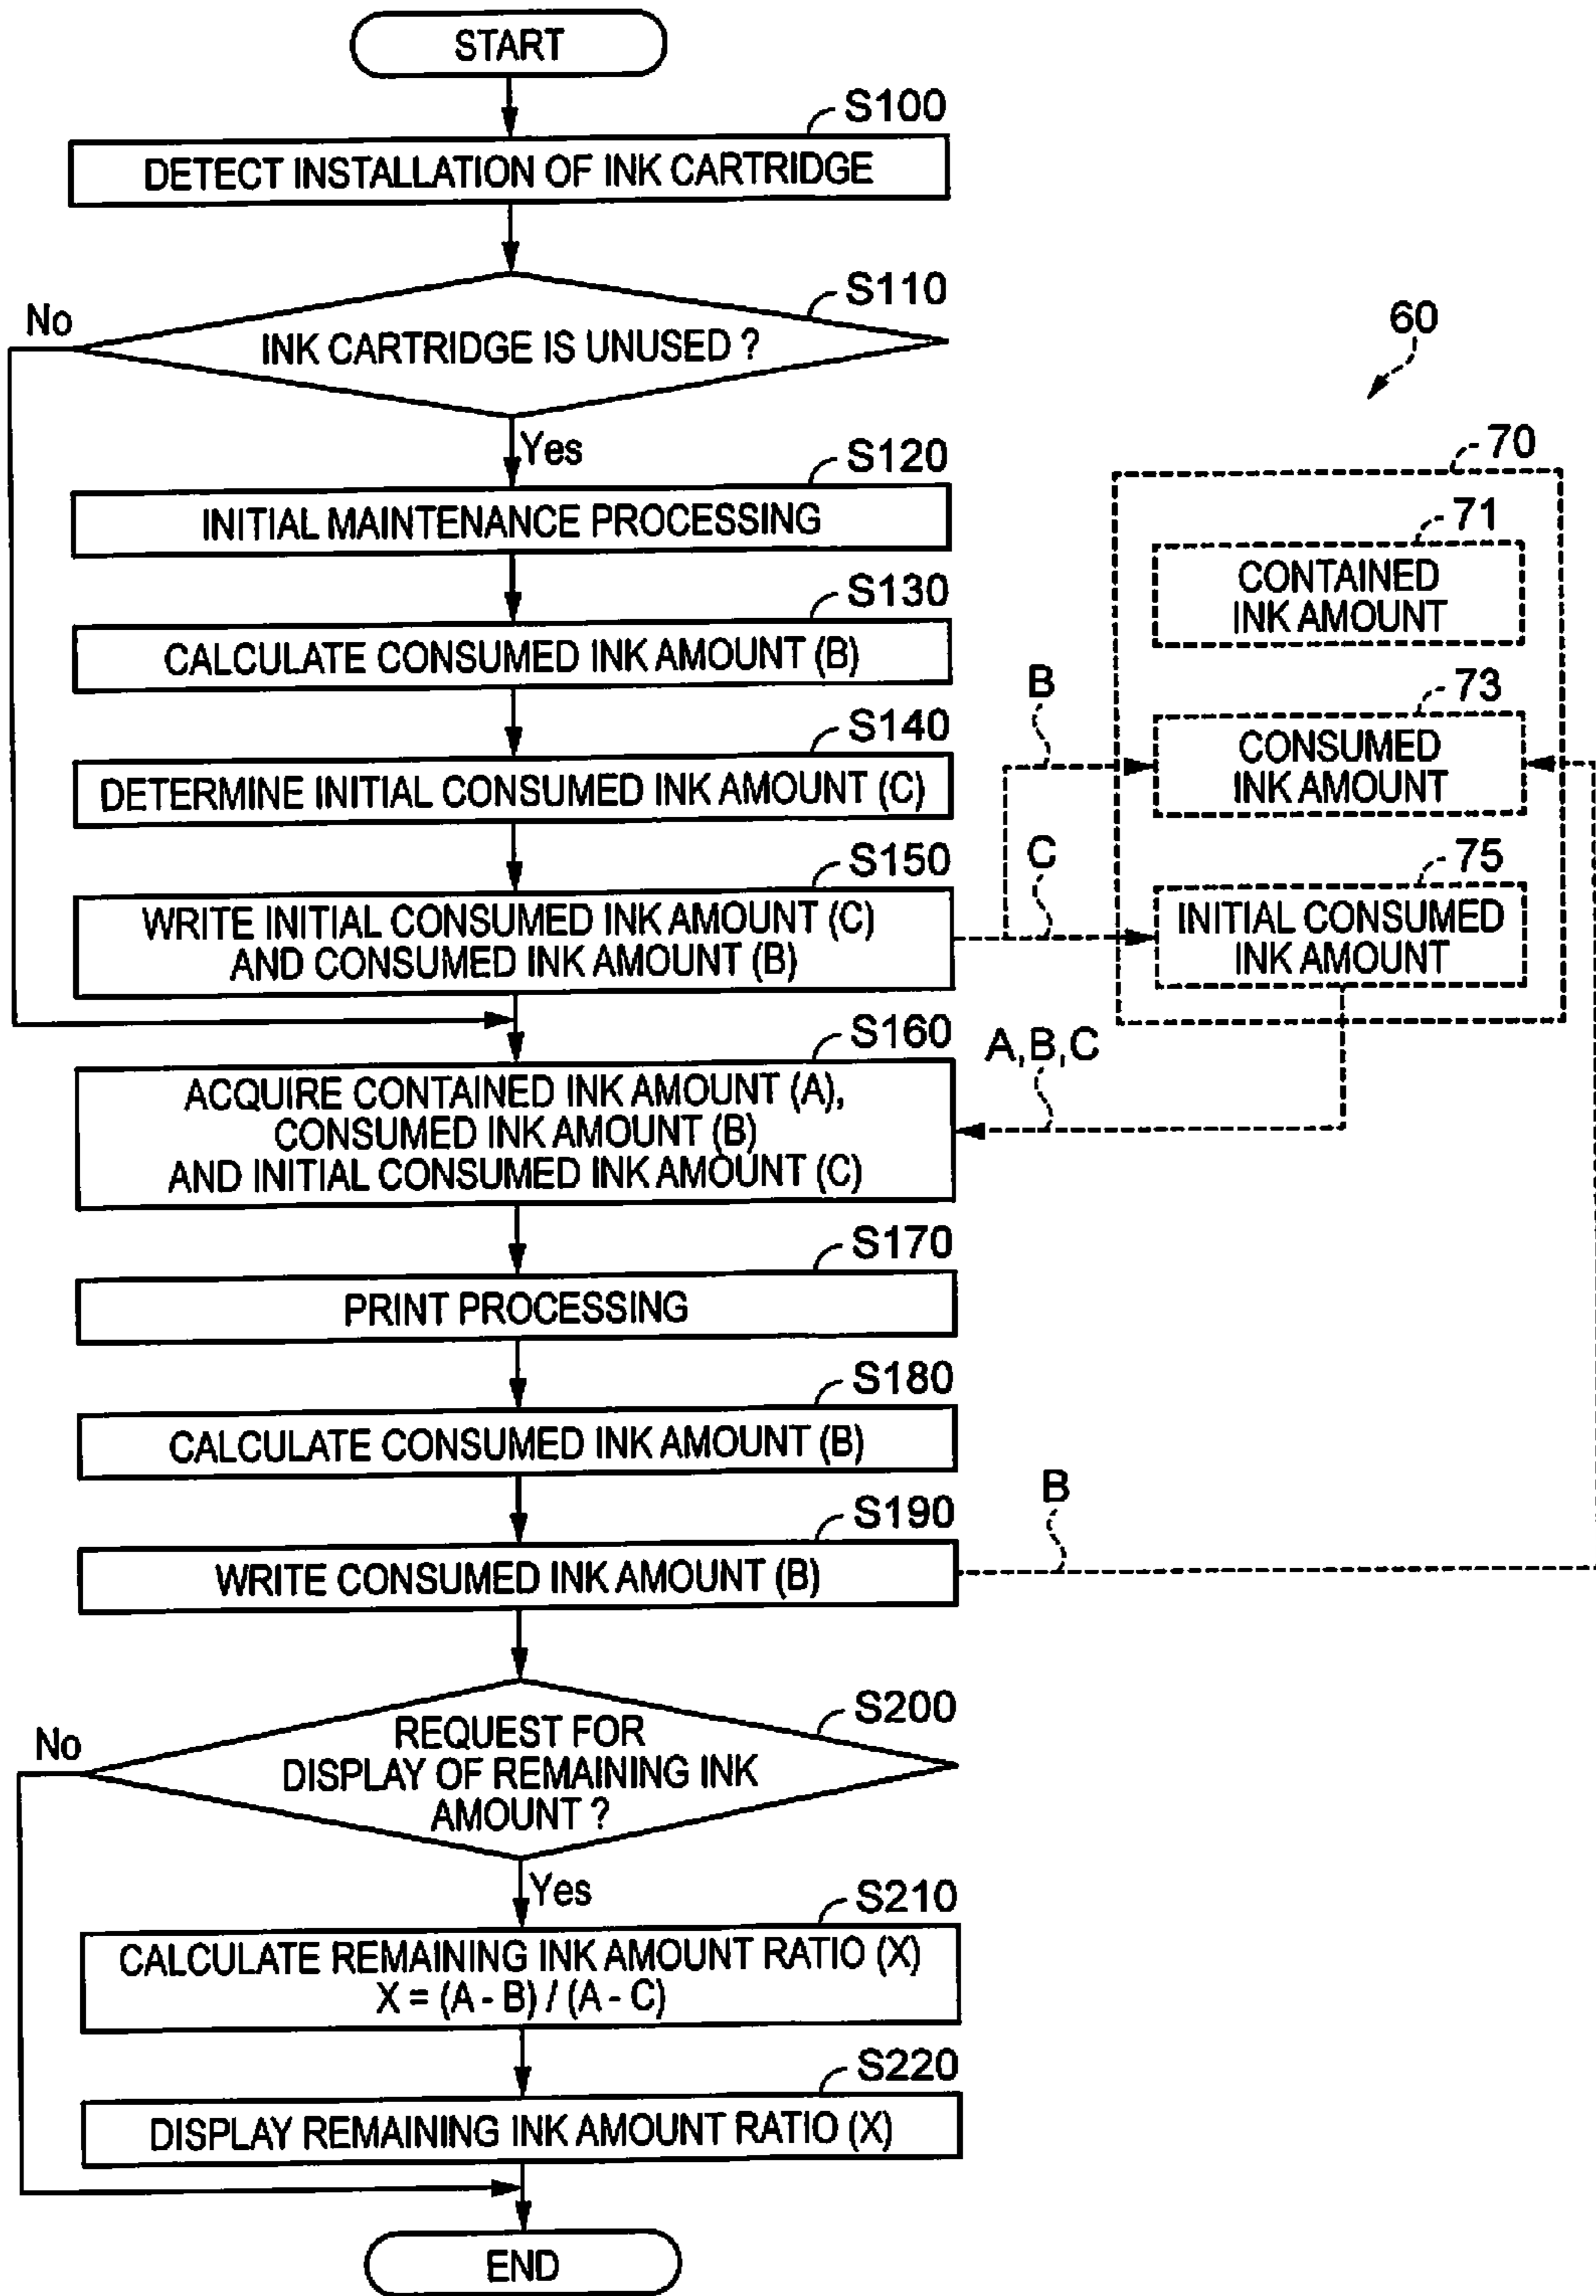 START
S100
DETECT INSTALLATION OF INK CARTRIDGE
S110
No
INK CARTRIDGE IS UNUSED ?
60
Yes
S120
INITIAL MAINTENANCE PROCESSING
70
71
CONTAINED
INK AMOUNT
S130
CALCULATE CONSUMED INK AMOUNT (B)
B
73
CONSUMED
INK AMOUNT
S140
DETERMINE INITIAL CONSUMED INK AMOUNT (C)
C
75
INITIAL CONSUMED
INK AMOUNT
S150
WRITE INITIAL CONSUMED INK AMOUNT (C)
AND CONSUMED INK AMOUNT (B)
S160
A,B,C
ACQUIRE CONTAINED INK AMOUNT (A),
CONSUMED INK AMOUNT (B)
AND INITIAL CONSUMED INK AMOUNT (C)
S170
PRINT PROCESSING
S180
CALCULATE CONSUMED INK AMOUNT (B)
S190
B
WRITE CONSUMED INK AMOUNT (B)
S200
No
REQUEST FOR
DISPLAY OF REMAINING INK
AMOUNT ?
Yes
S210
CALCULATE REMAINING INK AMOUNT RATIO (X)
X = (A - B) / (A - C)
S220
DISPLAY REMAINING INK AMOUNT RATIO (X)
END